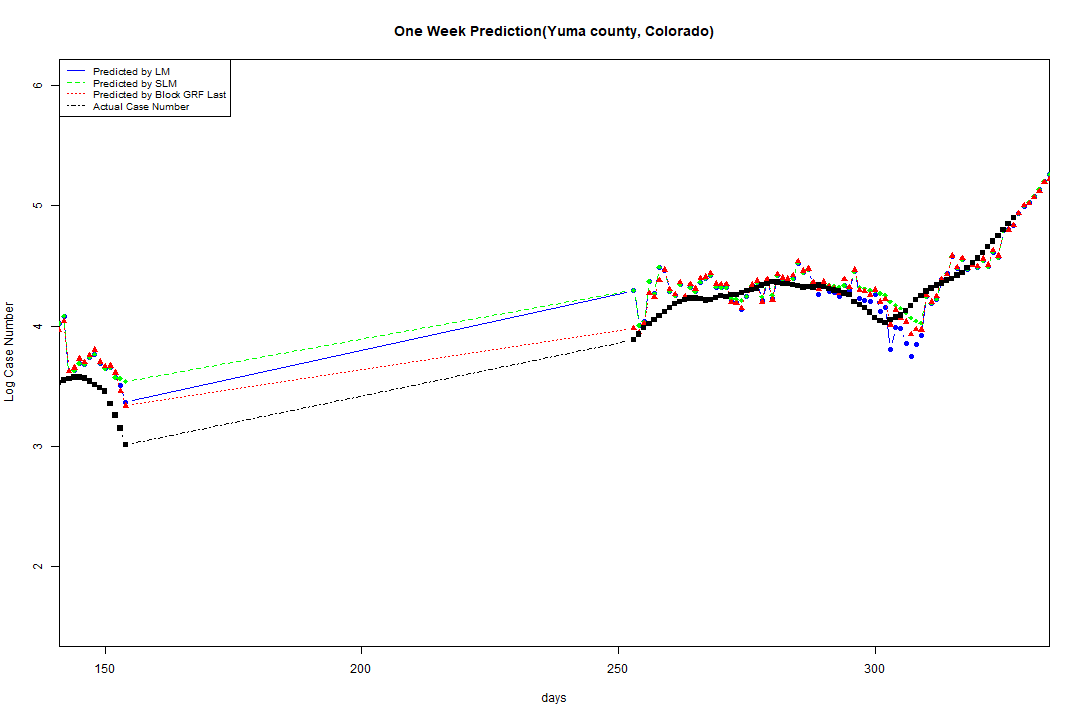 One Week Prediction(Yuma county, Colorado)
Predicted by LM
Predicted by SLM
Predicted by Block GRF Last
Actual Case Number
6
5
4
3
2
Log Case Number
150 200 250 300
days